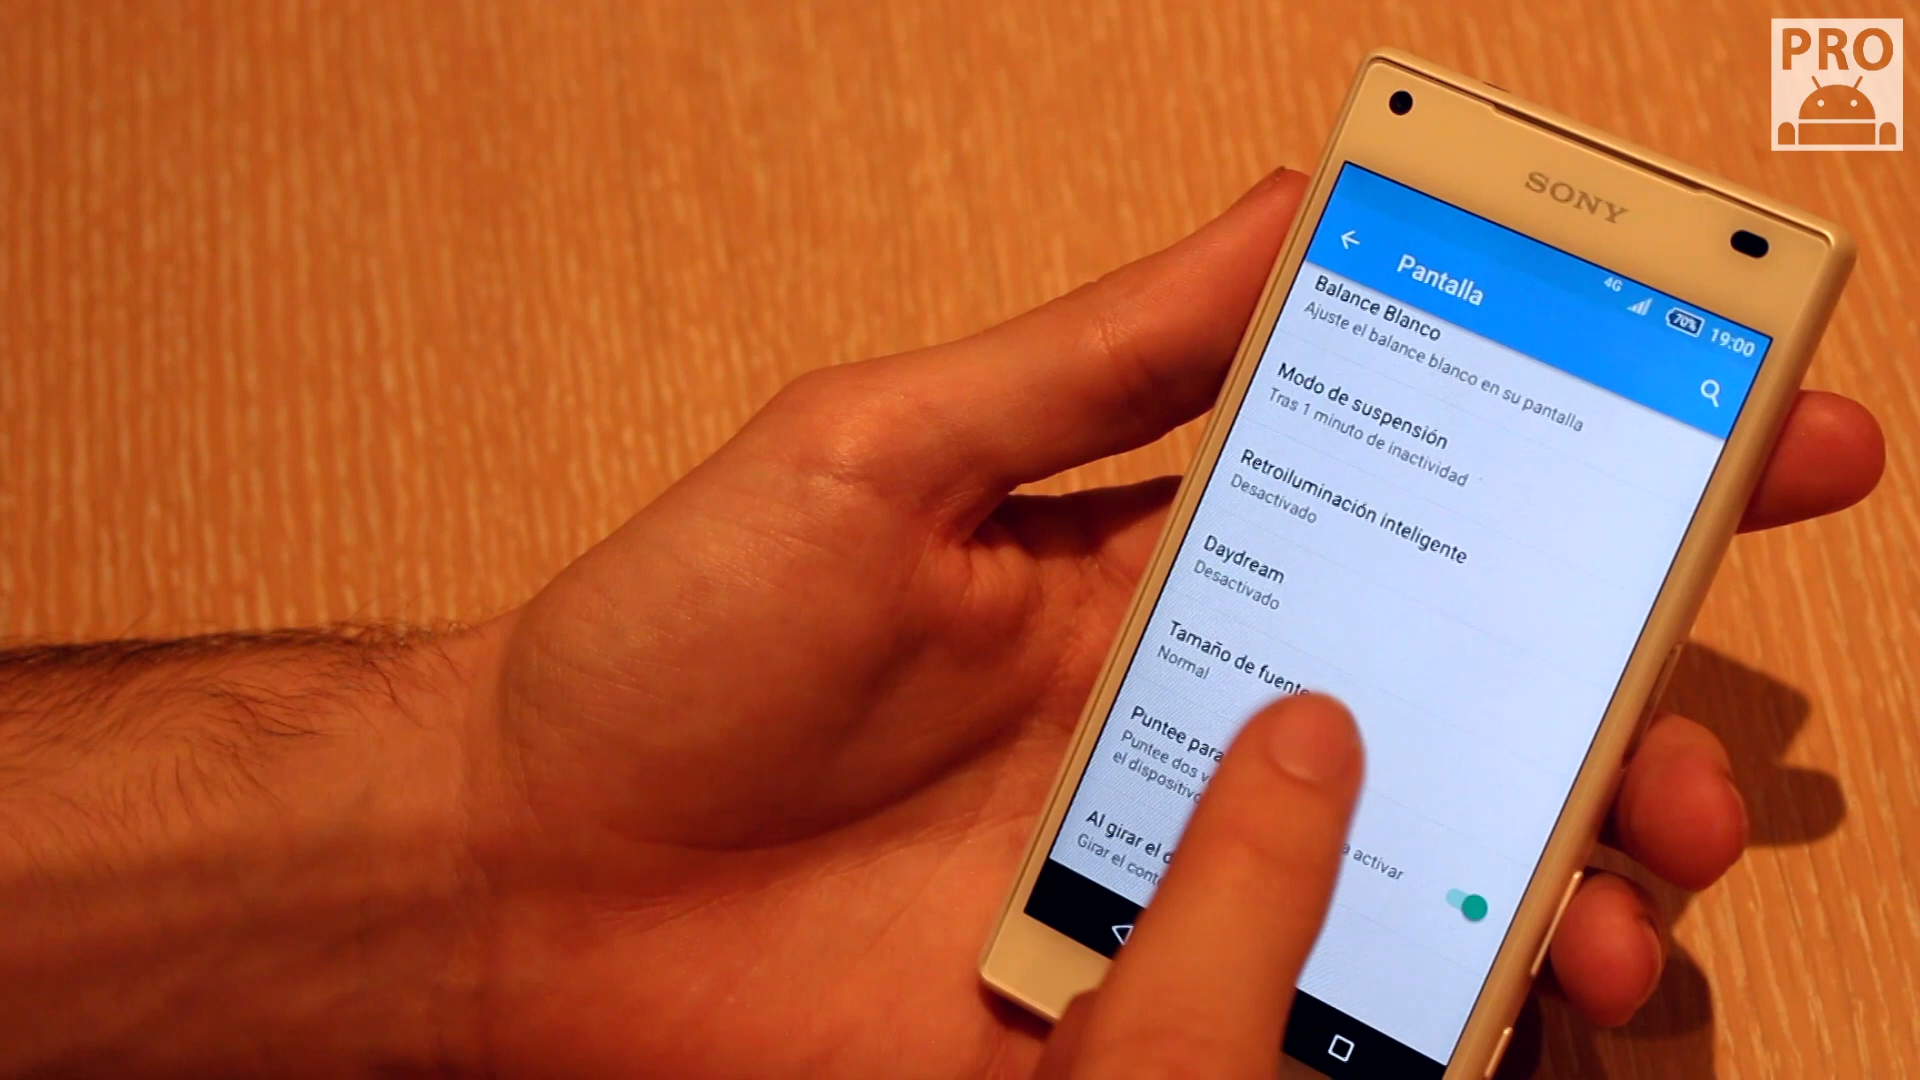 PRO
SONY
4G 70% 19:00
Pantalla
Balance Blanco
Ajuste el balance blanco en su pantalla
Modo de suspensión
Tras 1 minuto de inactividad
Retroiluminación inteligente
Desactivado
Daydream
Desactivado
Tamaño de fuente
Normal
Puntee para
Puntee dos activar
el dispositivo
Al girar el
Girar el